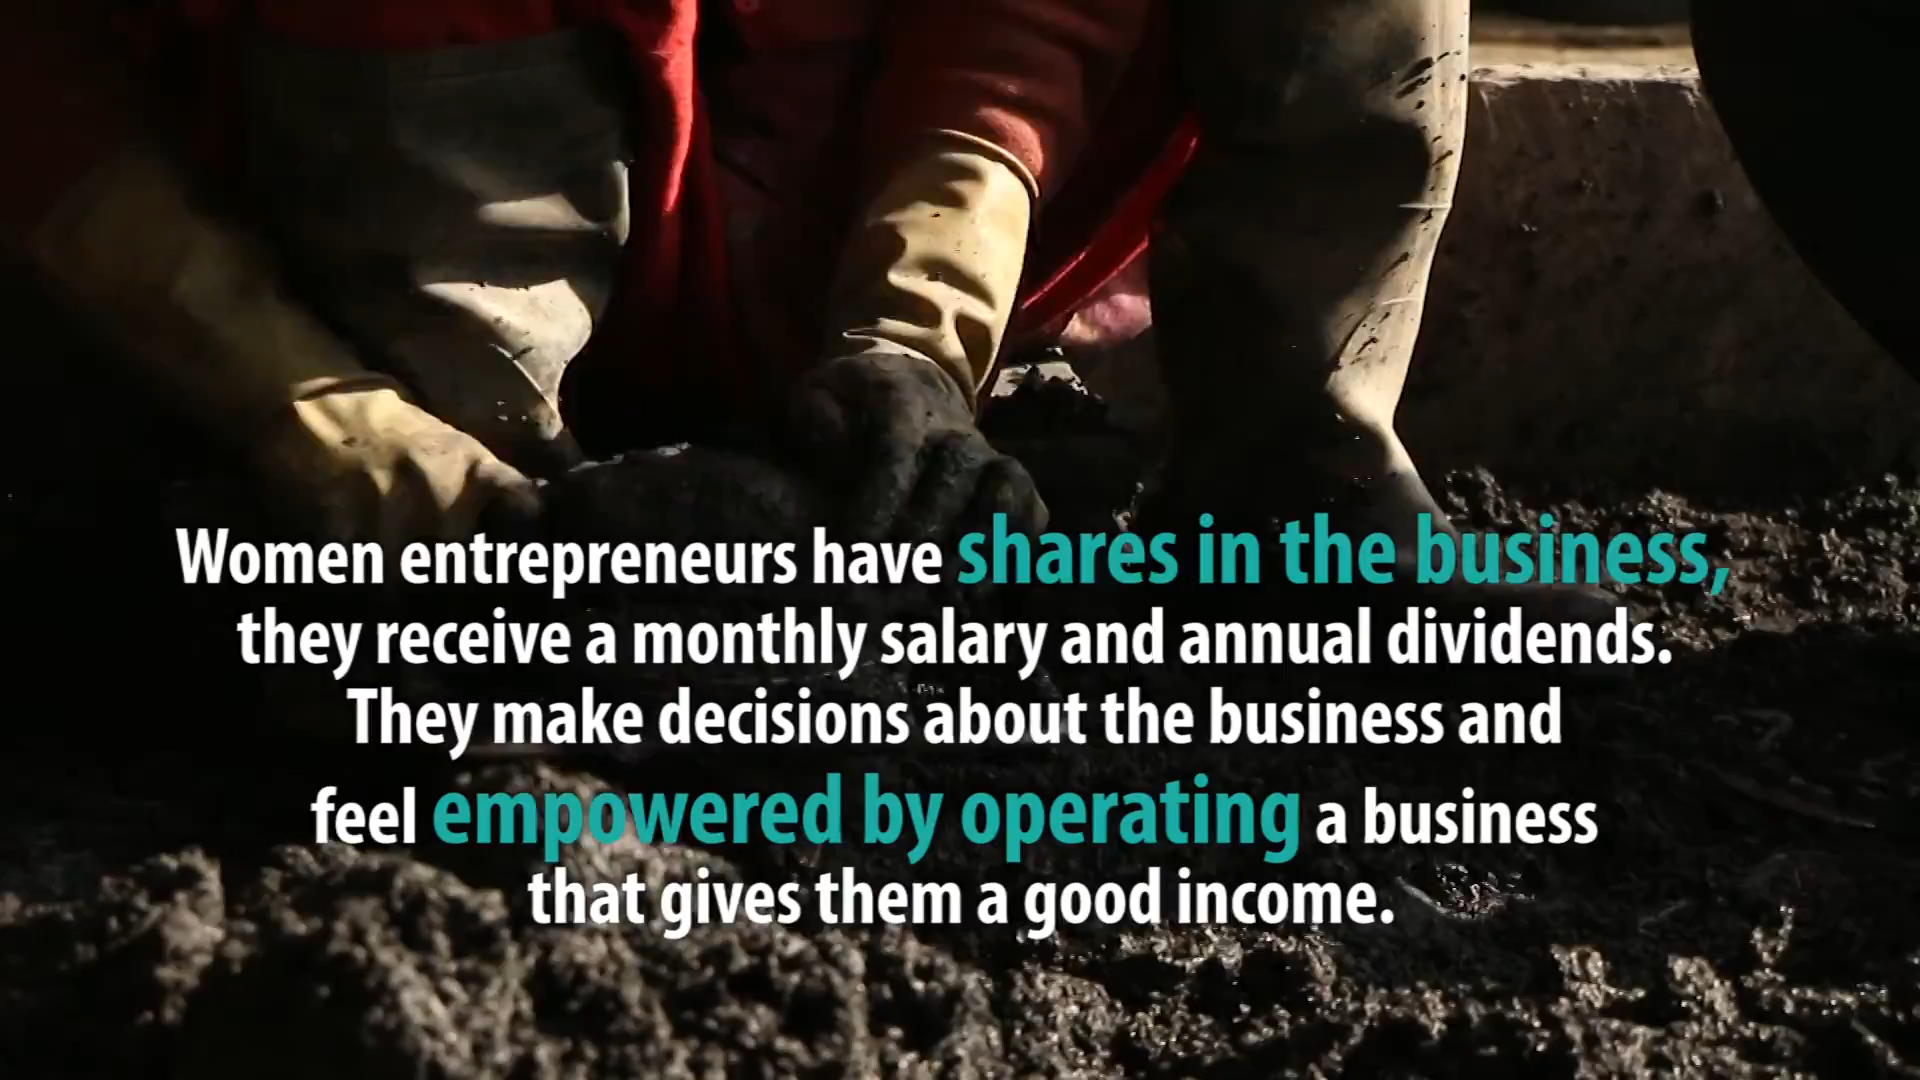 Women entrepreneurs have shares in the business,
they receive a monthly salary and annual dividends.
They make decisions about the business and
feel empowered by operating a business
that gives them a good income.